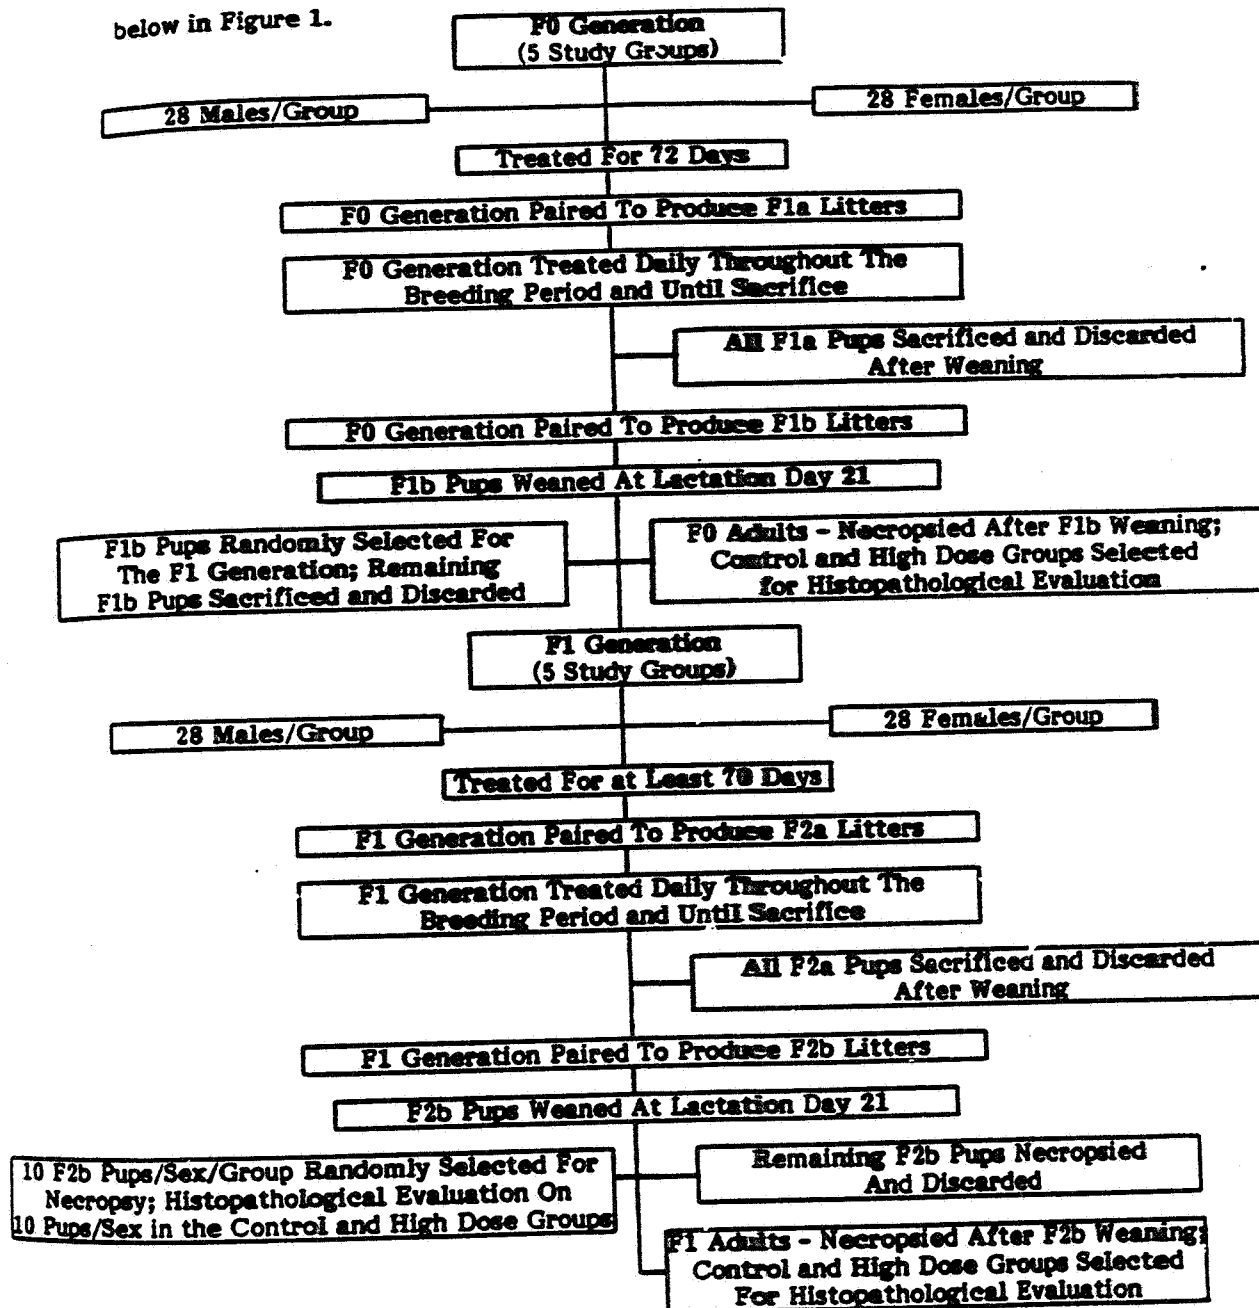 below in Figure 1.
F0 Generation
(5 Study Groups)
28 Males/Group
28 Females/Group
Treated For 72 Days
F0 Generation Paired To Produce F1a Litters
F0 Generation Treated Daily Throughout The
Breeding Period and Until Sacrifice
All F1a Pups Sacrificed and Discarded
After Weaning
F0 Generation Paired To Produce F1b Litters
F1b Pups Weaned At Lactation Day 21
F1b Pups Randomly Selected For
The F1 Generation; Remaining
F1b Pups Sacrificed and Discarded
F0 Adults - Necropsied After F1b Weaning;
Control and High Dose Groups Selected
for Histopathological Evaluation
F1 Generation
(5 Study Groups)
28 Males/Group
28 Females/Group
Treated For at Least 70 Days
F1 Generation Paired To Produce F2a Litters
F1 Generation Treated Daily Throughout The
Breeding Period and Until Sacrifice
All F2a Pups Sacrificed and Discarded
After Weaning
F1 Generation Paired To Produce F2b Litters
F2b Pups Weaned At Lactation Day 21
10 F2b Pups/Sex/Group Randomly Selected For
Necropsy; Histopathological Evaluation On
10 Pups/Sex in the Control and High Dose Groups
Remaining F2b Pups Necropsied
And Discarded
F1 Adults - Necropsied After F2b Weaning;
Control and High Dose Groups Selected
For Histopathological Evaluation